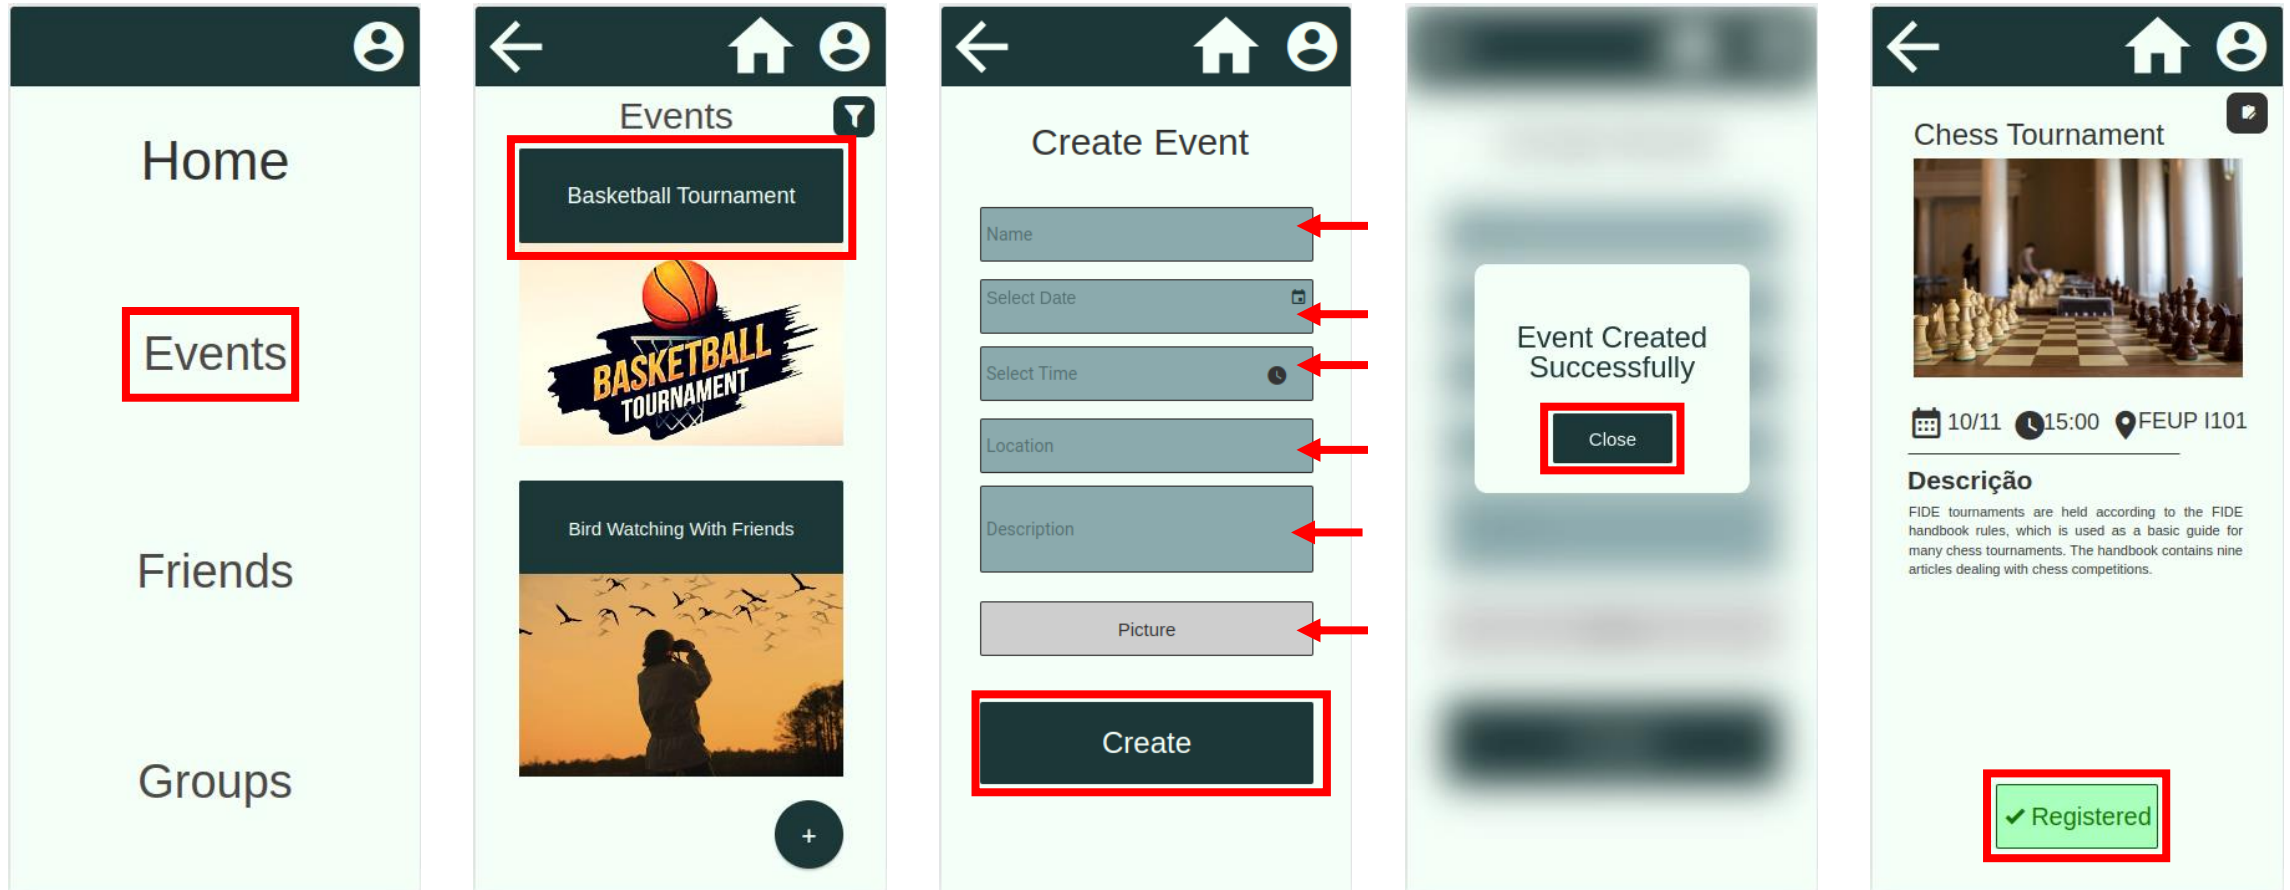 Home
Events
Friends
Groups
Events
Basketball Tournament
BASKETBALL
TOURNAMENT
Bird Watching With Friends
+
Create Event
Name
Select Date
Select Time
Location
Description
Picture
Create
Event Created
Successfully
Close
Chess Tournament
10/11 15:00 FEUP I101
Descrição
FIDE tournaments are held according to the FIDE
handbook rules, which is used as a basic guide for
many chess tournaments. The handbook contains nine
articles dealing with chess competitions.
Registered